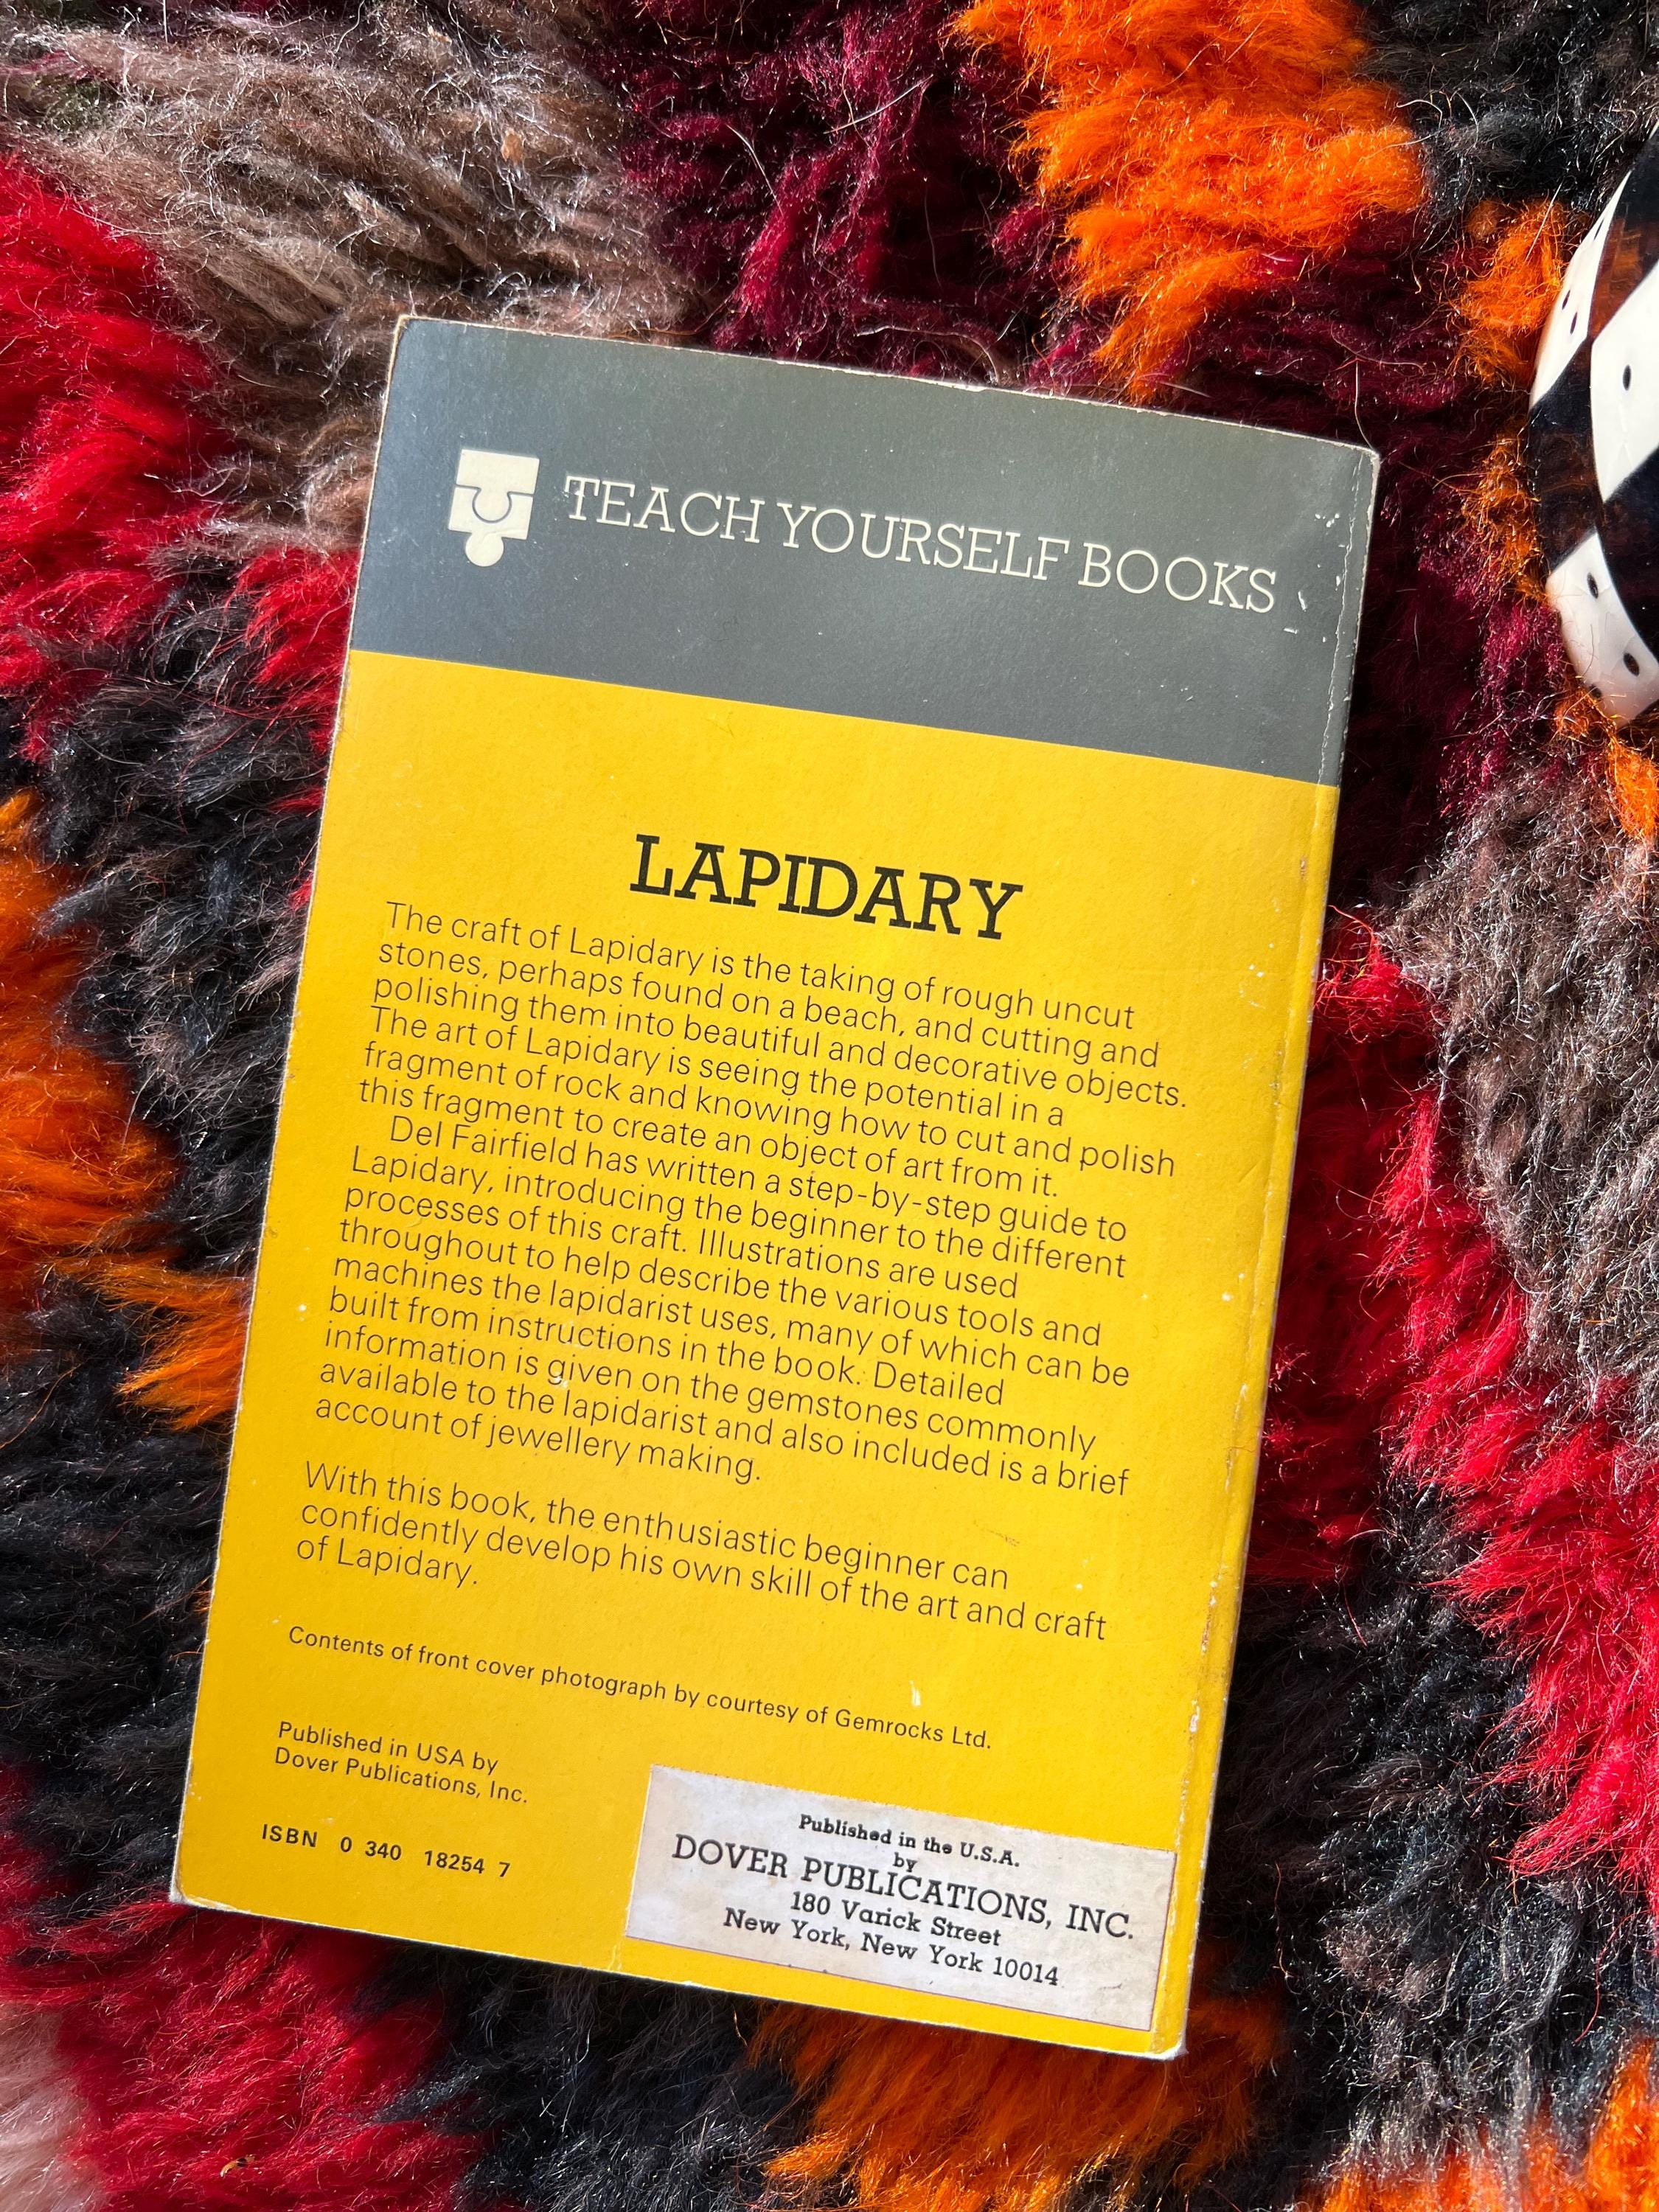 TEACH YOURSELF BOOKS
LAPIDARY
The craft of Lapidary is the taking of rough uncut
stones, perhaps found on a beach, and cutting and
polishing them into beautiful and decorative objects.
The art of Lapidary is seeing the potential in a
fragment of rock and knowing how to cut and polish
this fragment to create an object of art from it.
Del Fairfield has written a step-by-step guide to
Lapidary, introducing the beginner to the different
processes of this craft. Illustrations are used
throughout to help describe the various tools and
machines the lapidarist uses, many of which can be
built from instructions in the book. Detailed
information is given on the gemstones commonly
available to the lapidarist and also included is a brief
account of jewellery making.
With this book, the enthusiastic beginner can
confidently develop his own skill of the art and craft
of Lapidary.
Contents of front cover photograph by courtesy of Gemrocks Ltd.
Published in USA by
Dover Publications, Inc.
ISBN 0 340 18254 7
Published in the U.S.A.
by
DOVER PUBLICATIONS, INC.
180 Varick Street
New York, New York 10014